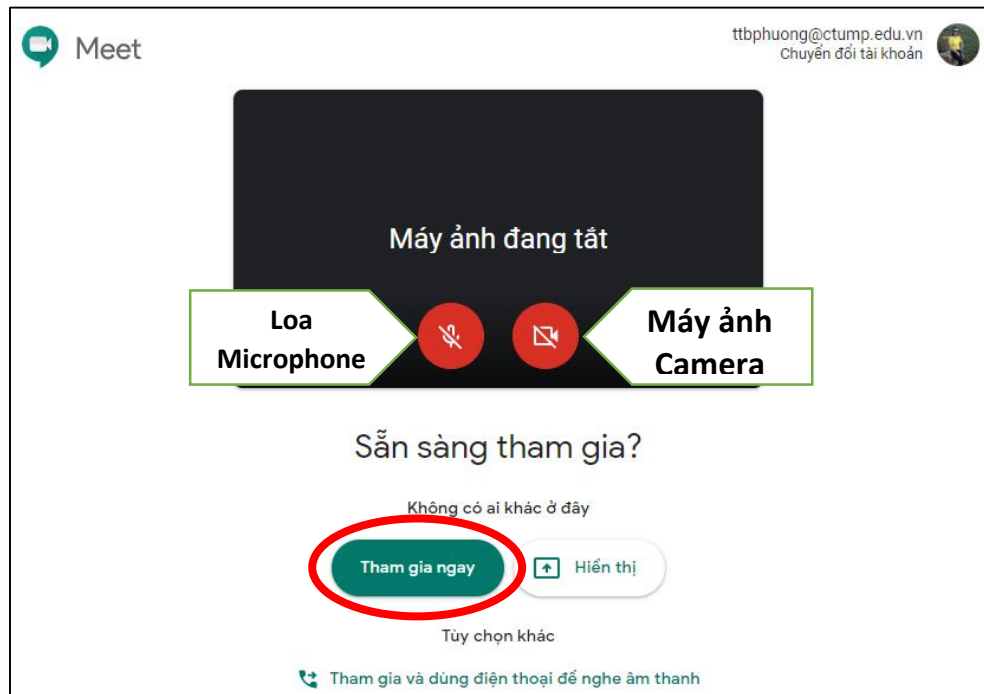 Meet
ttbphuong@ctump.edu.vn
Chuyển đổi tài khoản
Máy ảnh đang tắt
Loa
Microphone
Máy ảnh
Camera
Sẵn sàng tham gia?
Không có ai khác ở đây
Tham gia ngay
Hiển thị
Tùy chọn khác
Tham gia và dùng điện thoại để nghe âm thanh